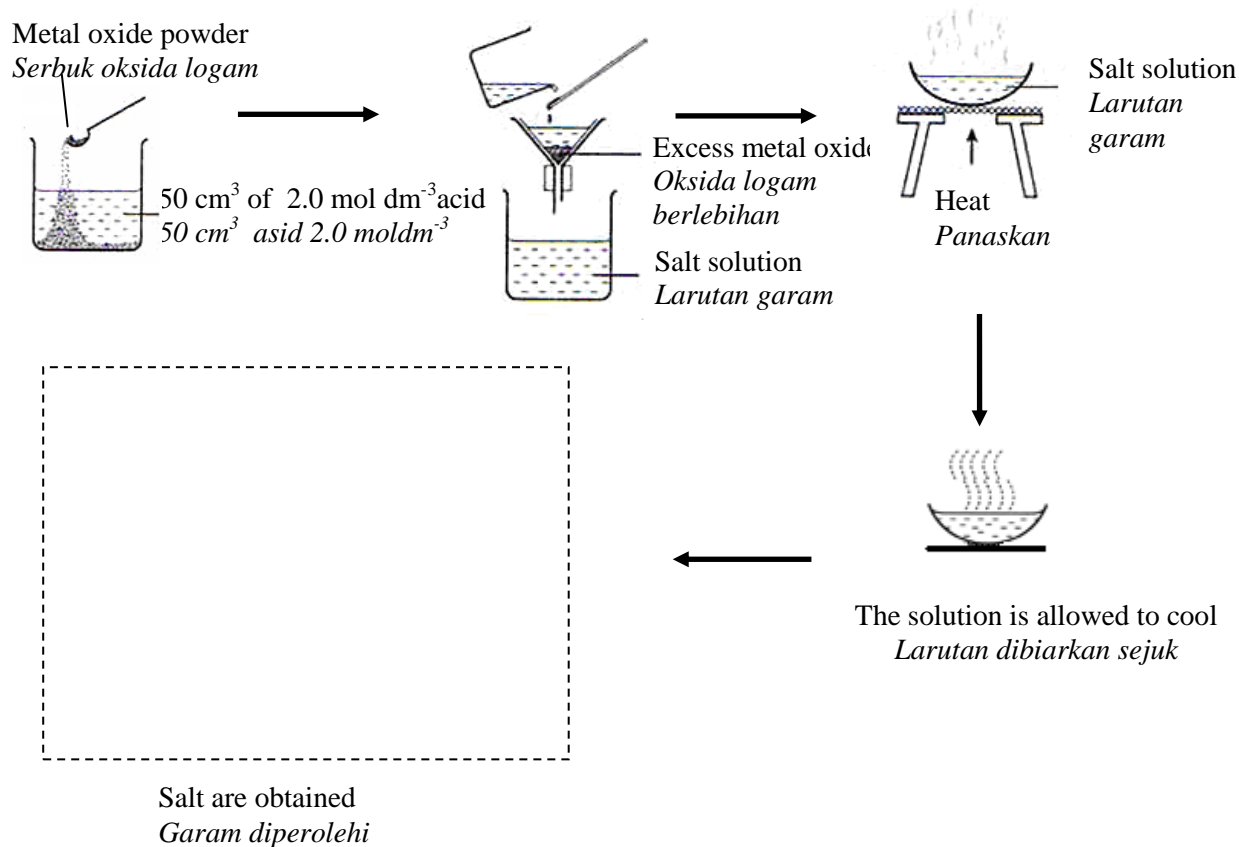 Metal oxide powder
Serbuk oksida logam
50 cm³ of 2.0 mol dm⁻³acid
50 cm³ asid 2.0 moldm⁻³
Excess metal oxide
Oksida logam
berlebihan
Salt solution
Larutan garam
Salt solution
Larutan
garam
Heat
Panaskan
The solution is allowed to cool
Larutan dibiarkan sejuk
Salt are obtained
Garam diperolehi